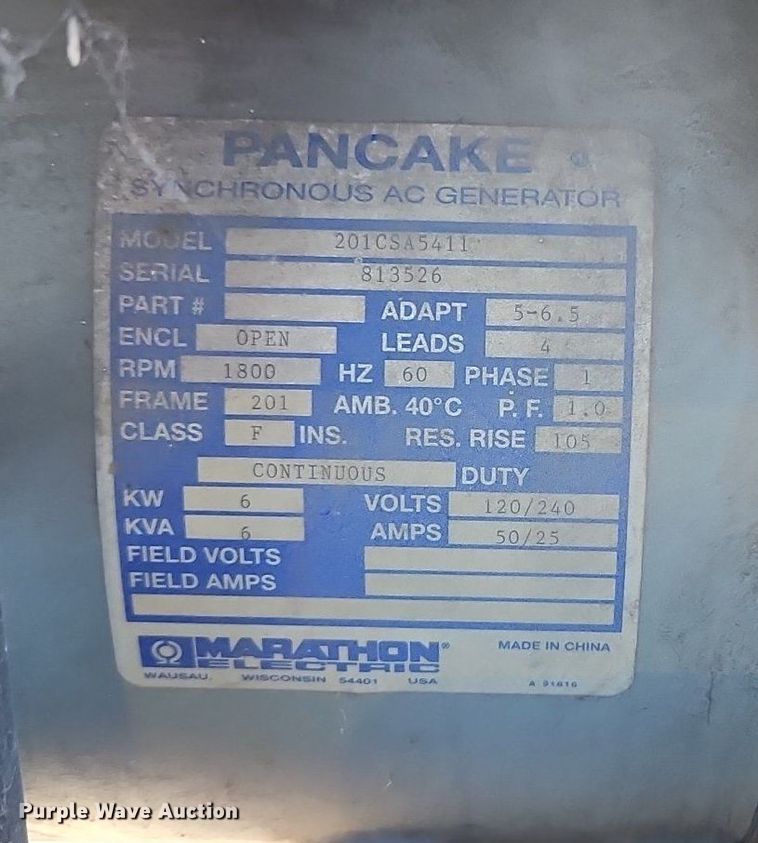 PANCAKE ®
SYNCHRONOUS AC GENERATOR
MODEL 201CSA5411
SERIAL 813526
PART # ADAPT 5-6.5
ENCL OPEN LEADS 4
RPM 1800 HZ 60 PHASE 1
FRAME 201 AMB. 40°C P. F. 1.0
CLASS F INS. RES. RISE 105
CONTINUOUS DUTY
KW 6 VOLTS 120/240
KVA 6 AMPS 50/25
FIELD VOLTS
FIELD AMPS
MARATHON® MADE IN CHINA
ELECTRIC
WAUSAU, WISCONSIN 54401 USA A 91816
Purple Wave Auction